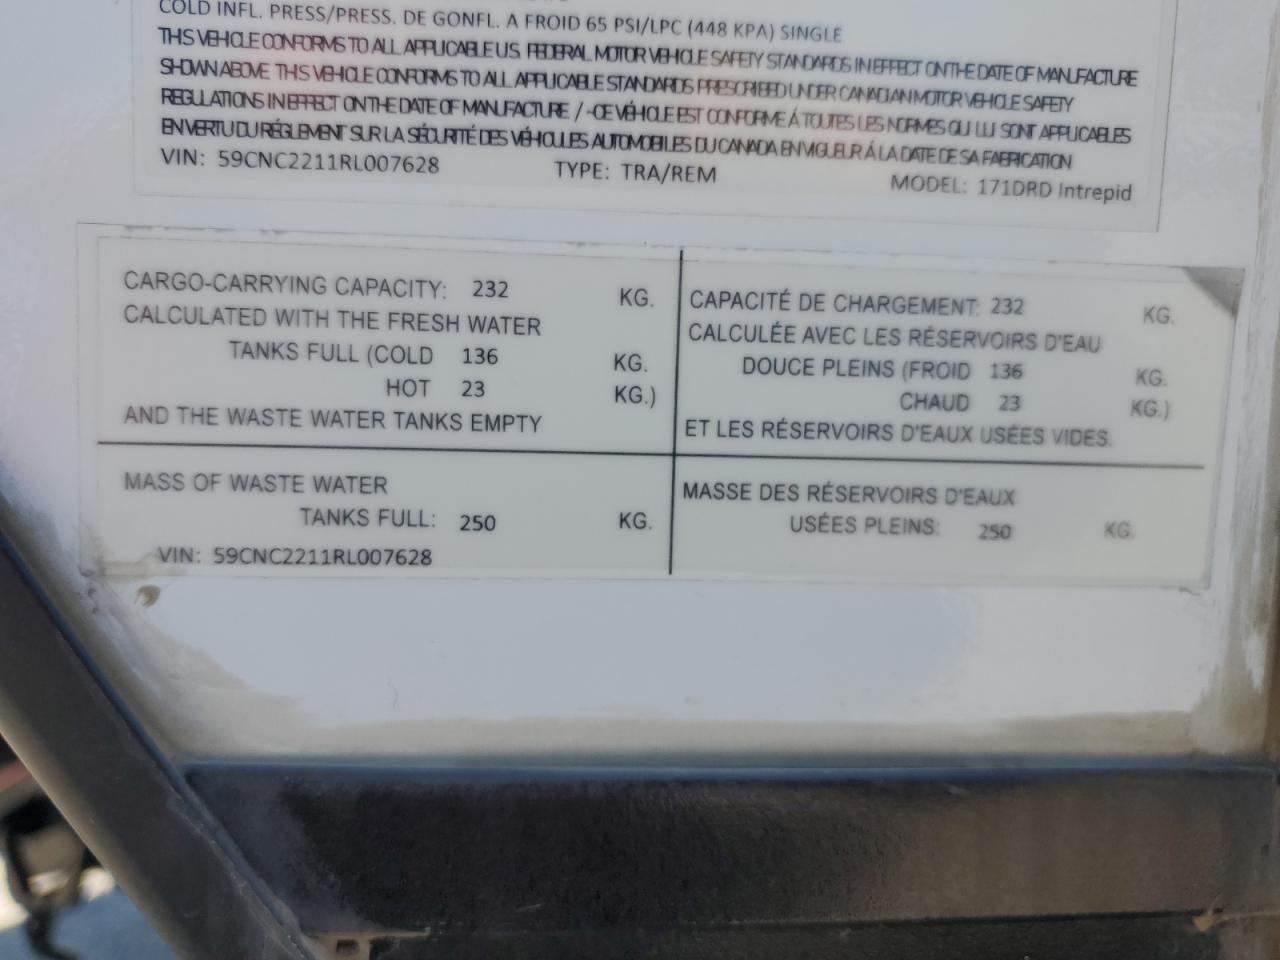 COLD INFL. PRESS/PRESS. DE GONFL. A FROID 65 PSI/LPC (448 KPA) SINGLE
THIS VEHICLE CONFORMS TO ALL APPLICABLE U.S. FEDERAL MOTOR VEHICLE SAFETY STANDARDS IN EFFECT ON THE DATE OF MANUFACTURE
SHOWN ABOVE THIS VEHICLE CONFORMS TO ALL APPLICABLE STANDARDS PRESCRIBED UNDER CANADIAN MOTOR VEHICLE SAFETY
REGULATIONS IN EFFECT ON THE DATE OF MANUFACTURE / -CE VÉHICLE EST CONFORME Á TOUTES LES NORMES QU LUI SONT APPLICABLES
EN VERTU DU RÉGLEMENT SUR LA SÉCURITÉ DES VÉHICULES AUTOMOBILES DU CANADA EN VIGUEUR Á LA DATE DE SA FABRICATION
VIN: 59CNC2211RL007628 TYPE: TRA/REM MODEL: 171DRD Intrepid
CARGO-CARRYING CAPACITY: 232 KG.
CALCULATED WITH THE FRESH WATER
TANKS FULL (COLD 136 KG.
HOT 23 KG.)
AND THE WASTE WATER TANKS EMPTY
CAPACITÉ DE CHARGEMENT: 232 KG.
CALCULÉE AVEC LES RÉSERVOIRS D'EAU
DOUCE PLEINS (FROID 136 KG.
CHAUD 23 KG.)
ET LES RÉSERVOIRS D'EAUX USÉES VIDES.
MASS OF WASTE WATER
TANKS FULL: 250 KG.
VIN: 59CNC2211RL007628
MASSE DES RÉSERVOIRS D'EAUX
USÉES PLEINS: 250 KG.